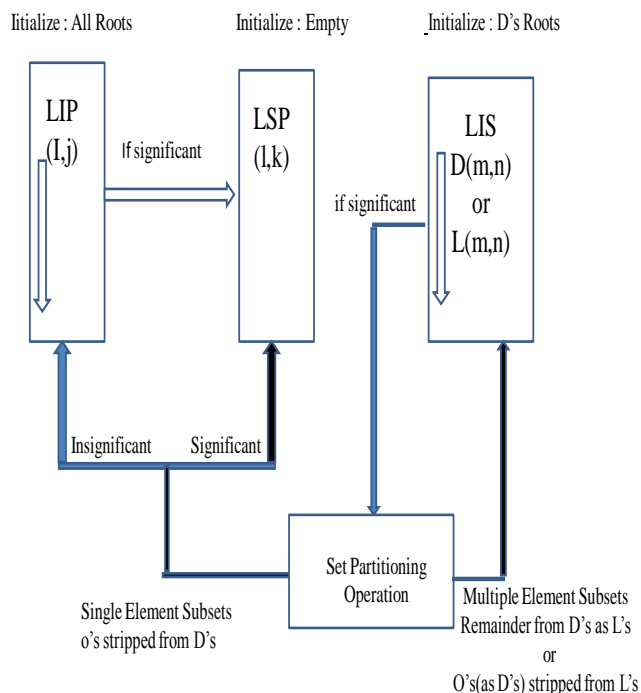 Iitialize : All Roots
Initialize : Empty
Initialize : D's Roots
LIP
(I,j)
If significant
LSP
(l,k)
if significant
LIS
D(m,n)
or
L(m,n)
Insignificant
Significant
Set Partitioning
Operation
Single Element Subsets
o's stripped from D's
Multiple Element Subsets
Remainder from D's as L's
or
O's(as D's) stripped from L's